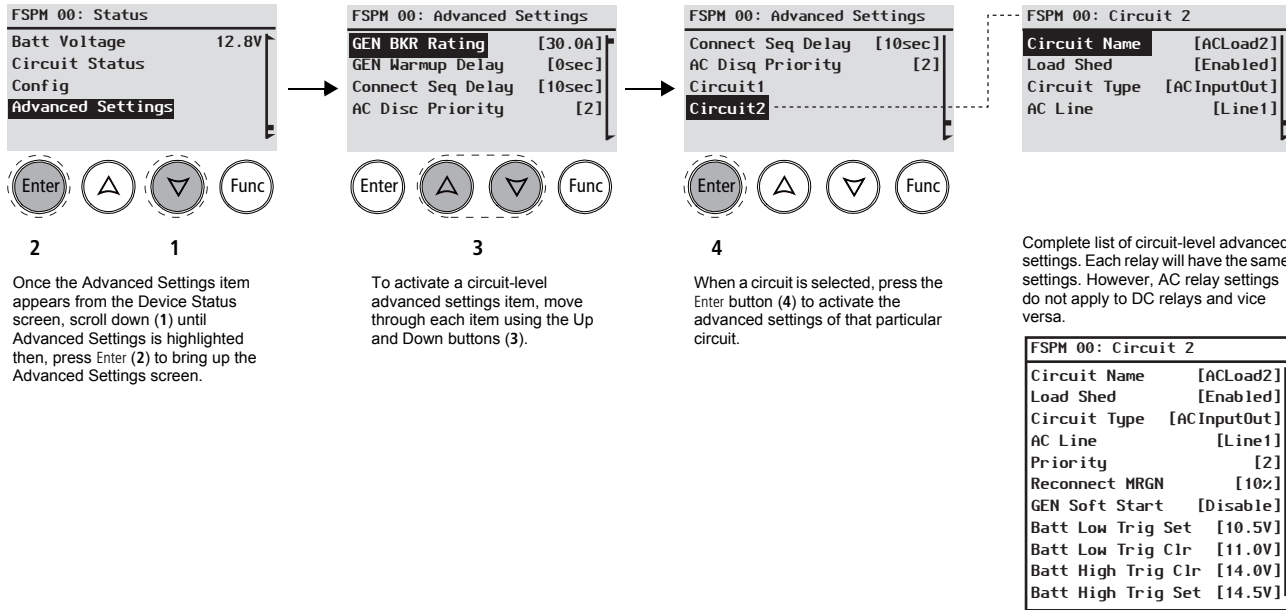 FSPM 00: Status
Batt Voltage 12.8V
Circuit Status
Config
Advanced Settings
Enter
Func
2 1
Once the Advanced Settings item
appears from the Device Status
screen, scroll down (1) until
Advanced Settings is highlighted
then, press Enter (2) to bring up the
Advanced Settings screen.
FSPM 00: Advanced Settings
GEN BKR Rating [30.0A]
GEN Warmup Delay [0sec]
Connect Seq Delay [10sec]
AC Disc Priority [2]
Enter
Func
3
To activate a circuit-level
advanced settings item, move
through each item using the Up
and Down buttons (3).
FSPM 00: Advanced Settings
Connect Seq Delay [10sec]
AC Disq Priority [2]
Circuit1
Circuit2
Enter
Func
4
When a circuit is selected, press the
Enter button (4) to activate the
advanced settings of that particular
circuit.
FSPM 00: Circuit 2
Circuit Name [ACLoad2]
Load Shed [Enabled]
Circuit Type [ACInputOut]
AC Line [Line1]
Complete list of circuit-level advanced
settings. Each relay will have the same
settings. However, AC relay settings
do not apply to DC relays and vice
versa.
FSPM 00: Circuit 2
Circuit Name [ACLoad2]
Load Shed [Enabled]
Circuit Type [ACInputOut]
AC Line [Line1]
Priority [2]
Reconnect MRGN [10%]
GEN Soft Start [Disable]
Batt Low Trig Set [10.5V]
Batt Low Trig Clr [11.0V]
Batt High Trig Clr [14.0V]
Batt High Trig Set [14.5V]